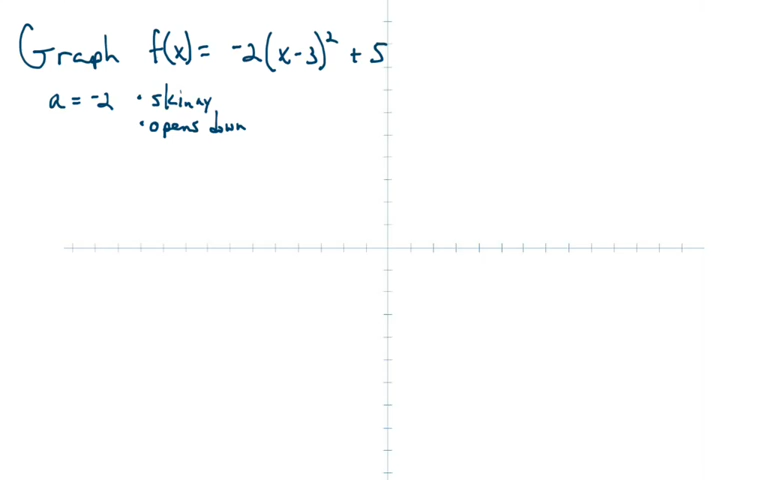 Graph f(x) = -2(x-3)² + 5
a = -2 • skinny
• opens down